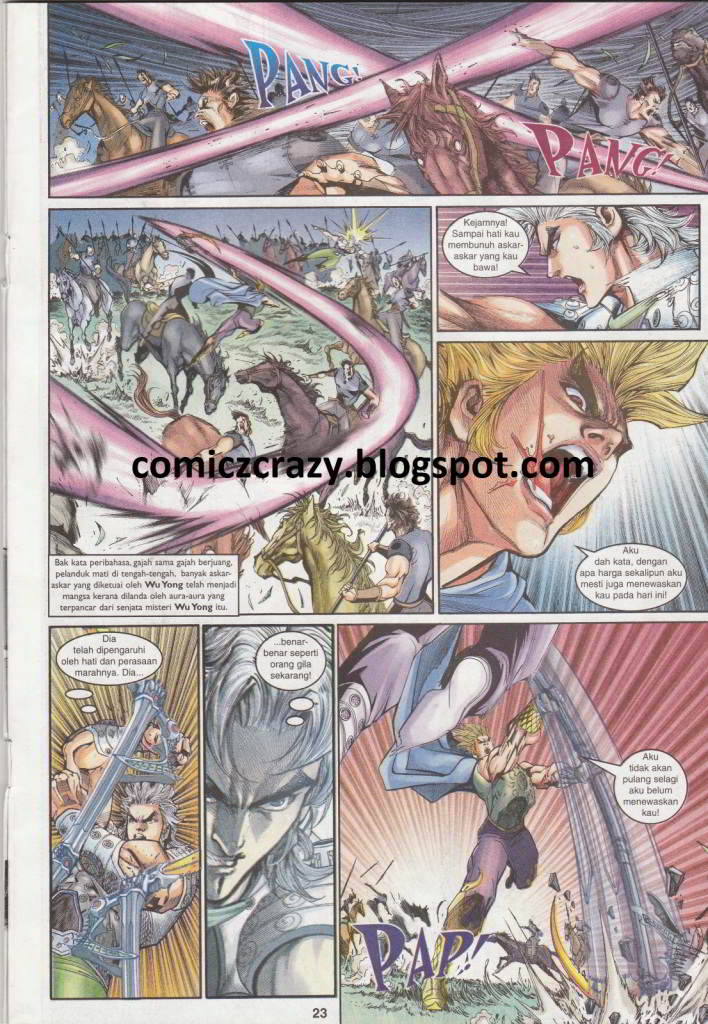 PANG!
PANG!
Kejamnya!
Sampai hati kau
membunuh askar-
askar yang kau
bawa!
comiczcrazy.blogspot.com
Bak kata peribahasa, gajah sama gajah berjuang,
pelanduk mati di tengah-tengah, banyak askar-
askar yang diketuai oleh Wu Yong telah menjadi
mangsa kerana dilanda oleh aura-aura yang
terpancar dari senjata misteri Wu Yong itu.
Aku
dah kata, dengan
apa harga sekalipun aku
mesti juga menewaskan
kau pada hari ini!
Dia
telah dipengaruhi
oleh hati dan perasaan
marahnya. Dia...
...benar-
benar seperti
orang gila
sekarang!
Aku
tidak akan
pulang selagi
aku belum
menewaskan
kau!
PAP!
23